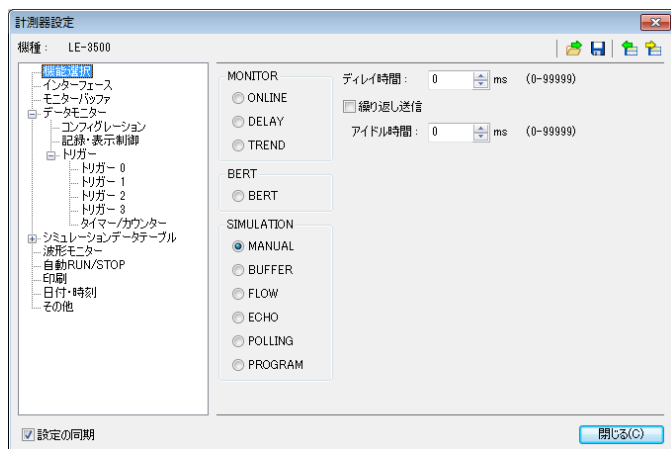 計測器設定
機種： LE-3500
機能選択
インターフェース
モニターバッファ
データモニター
コンフィグレーション
記録・表示制御
トリガー
トリガー 0
トリガー 1
トリガー 2
トリガー 3
タイマー/カウンター
シミュレーションデータテーブル
波形モニター
自動RUN/STOP
印刷
日付・時刻
その他
MONITOR
ONLINE
DELAY
TREND
BERT
BERT
SIMULATION
MANUAL
BUFFER
FLOW
ECHO
POLLING
PROGRAM
ディレイ時間： 0 ms (0-99999)
繰り返し送信
アイドル時間： 0 ms (0-99999)
設定の同期
閉じる(C)